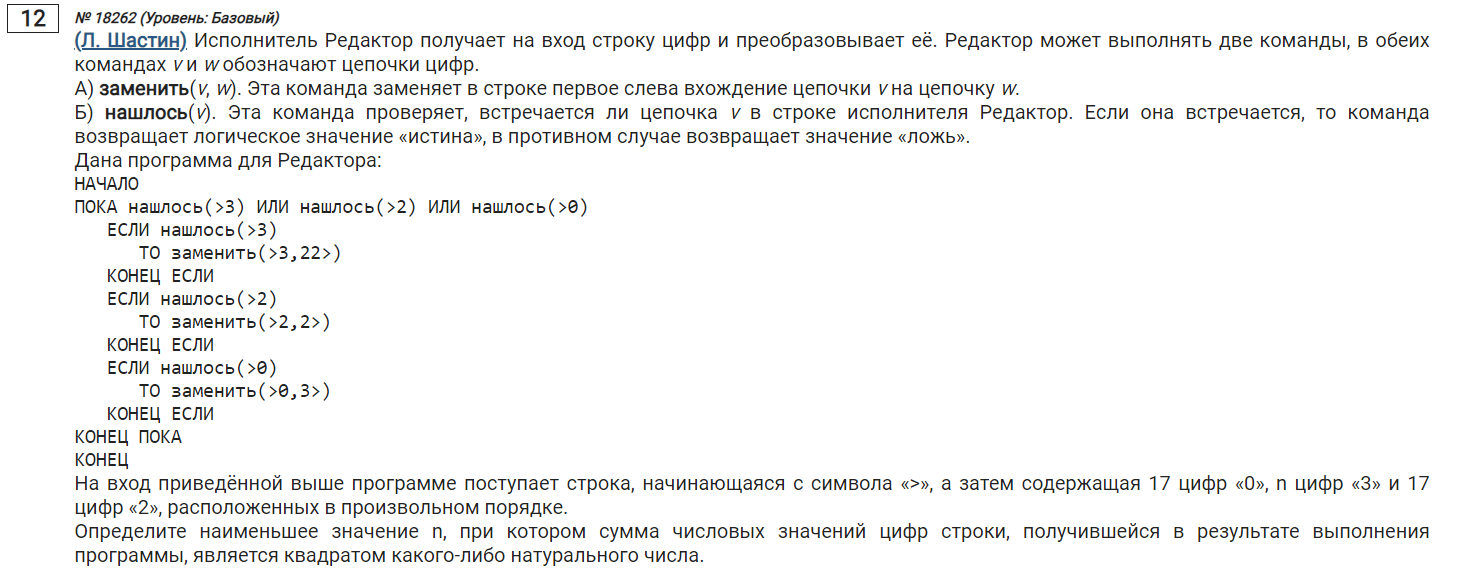 12 № 18262 (Уровень: Базовый)
(Л. Шастин) Исполнитель Редактор получает на вход строку цифр и преобразовывает её. Редактор может выполнять две команды, в обеих
командах v и w обозначают цепочки цифр.
А) заменить(v, w). Эта команда заменяет в строке первое слева вхождение цепочки v на цепочку w.
Б) нашлось(v). Эта команда проверяет, встречается ли цепочка v в строке исполнителя Редактор. Если она встречается, то команда
возвращает логическое значение «истина», в противном случае возвращает значение «ложь».
Дана программа для Редактора:
НАЧАЛО
ПОКА нашлось(>3) ИЛИ нашлось(>2) ИЛИ нашлось(>0)
   ЕСЛИ нашлось(>3)
      ТО заменить(>3,22>)
   КОНЕЦ ЕСЛИ
   ЕСЛИ нашлось(>2)
      ТО заменить(>2,2>)
   КОНЕЦ ЕСЛИ
   ЕСЛИ нашлось(>0)
      ТО заменить(>0,3>)
   КОНЕЦ ЕСЛИ
КОНЕЦ ПОКА
КОНЕЦ
На вход приведённой выше программе поступает строка, начинающаяся с символа «>», а затем содержащая 17 цифр «0», n цифр «3» и 17
цифр «2», расположенных в произвольном порядке.
Определите наименьшее значение n, при котором сумма числовых значений цифр строки, получившейся в результате выполнения
программы, является квадратом какого-либо натурального числа.